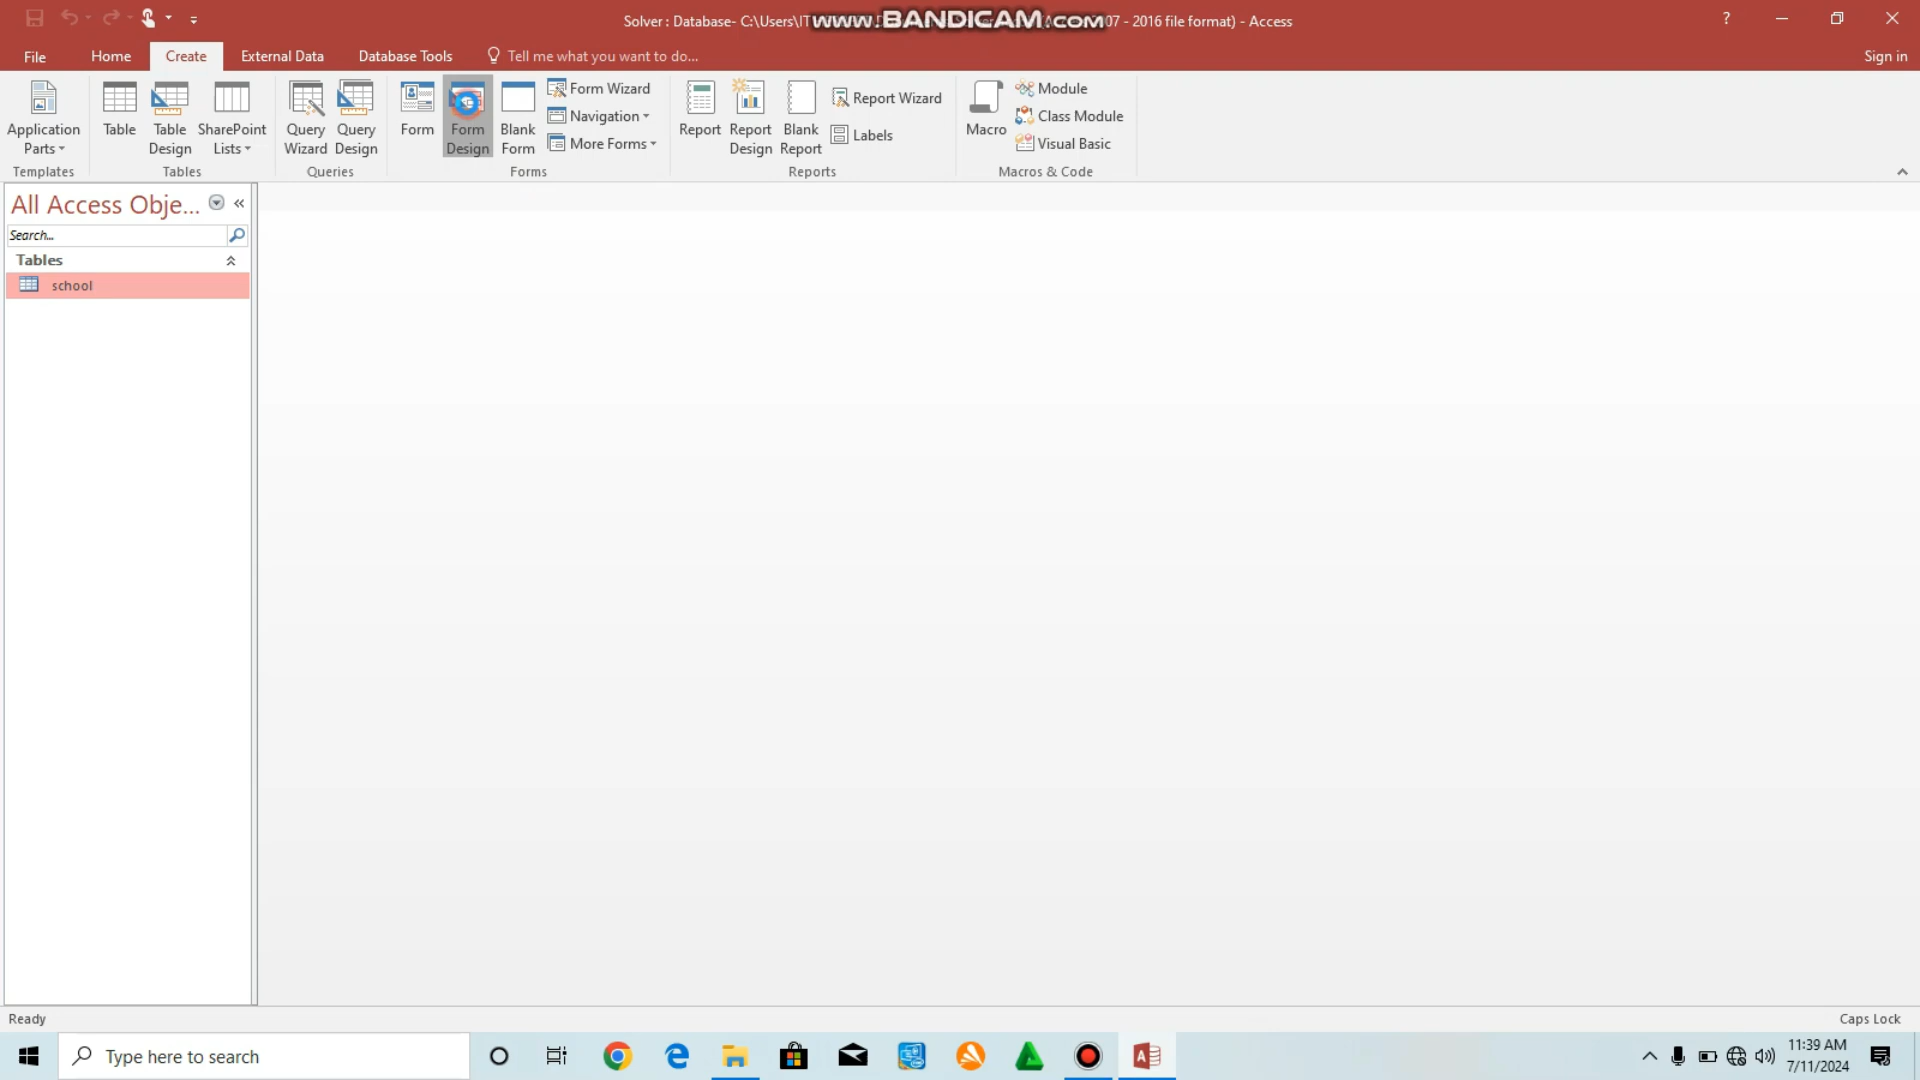 Solver : Database- C:\Users\IT
www.BANDICAM.com
07 - 2016 file format) - Access
?
File
Home
Create
External Data
Database Tools
Tell me what you want to do...
Sign in
Application Parts
Table
Table Design
SharePoint Lists
Query Wizard
Query Design
Form
Form Design
Blank Form
Form Wizard
Navigation
More Forms
Report
Report Design
Blank Report
Report Wizard
Labels
Macro
Module
Class Module
Visual Basic
Templates
Tables
Queries
Forms
Reports
Macros & Code
All Access Obje...
Search...
Tables
school
Ready
Caps Lock
Type here to search
11:39 AM
7/11/2024